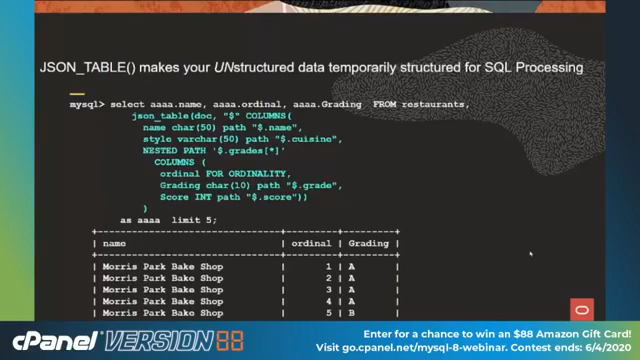 JSON_TABLE() makes your UNstructured data temporarily structured for SQL Processing
mysql> select aaaa.name, aaaa.ordinal, aaaa.Grading FROM restaurants,
json_table(doc, "$" COLUMNS(
name char(50) path "$.name",
style varchar(50) path "$.cuisine",
NESTED PATH '$.grades[*]'
COLUMNS (
ordinal FOR ORDINALITY,
Grading char(10) path "$.grade",
Score INT path "$.score"))
)
as aaaa limit 5;
+--------------------------------+---------+---------+
| name | ordinal | Grading |
+--------------------------------+---------+---------+
| Morris Park Bake Shop | 1 | A |
| Morris Park Bake Shop | 2 | A |
| Morris Park Bake Shop | 3 | A |
| Morris Park Bake Shop | 4 | A |
| Morris Park Bake Shop | 5 | B |
cPanel VERSION 88
Enter for a chance to win an $88 Amazon Gift Card!
Visit go.cpanel.net/mysql-8-webinar. Contest ends: 6/4/2020